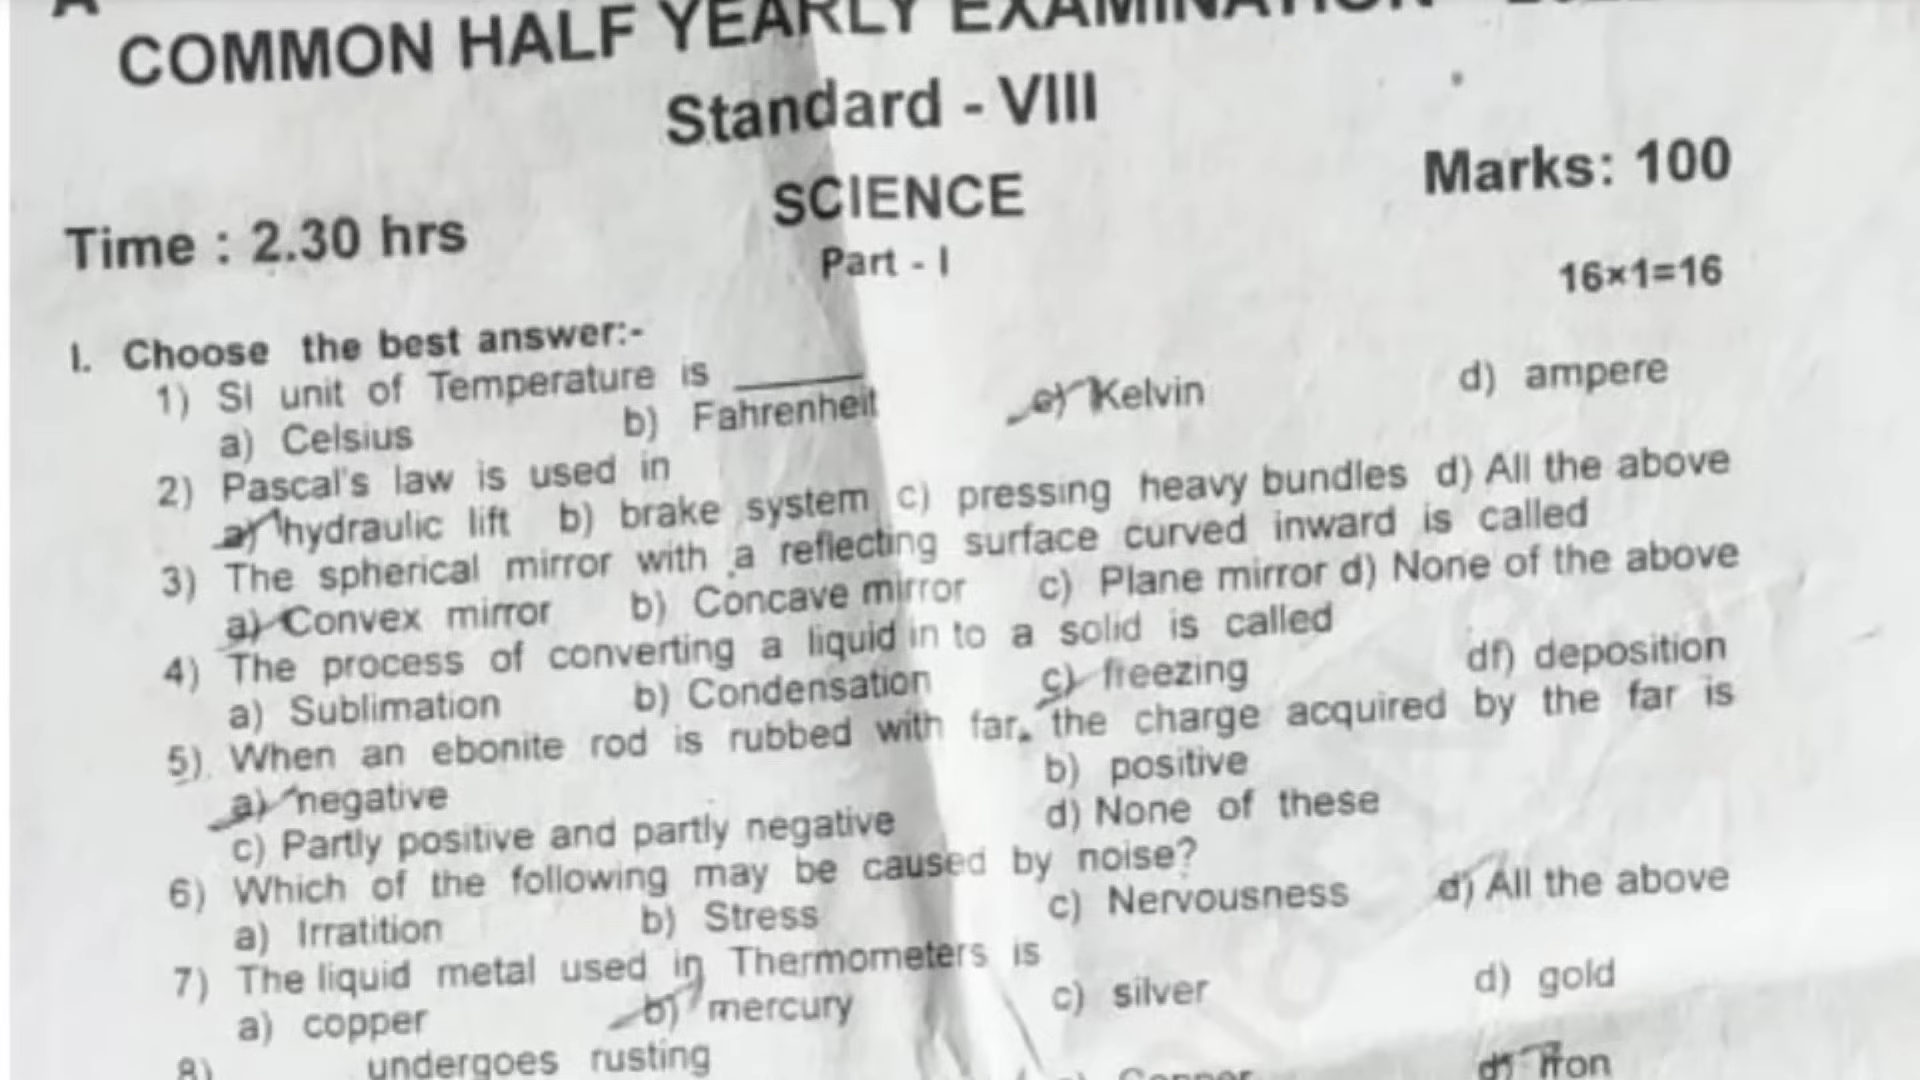 COMMON HALF YEARLY EXAMINATION
Standard - VIII
SCIENCE
Marks: 100
Time : 2.30 hrs
Part - I
16×1=16
I. Choose the best answer:-
1) SI unit of Temperature is ______
a) Celsius b) Fahrenheit c) Kelvin d) ampere
2) Pascal's law is used in
a) hydraulic lift b) brake system c) pressing heavy bundles d) All the above
3) The spherical mirror with a reflecting surface curved inward is called
a) Convex mirror b) Concave mirror c) Plane mirror d) None of the above
4) The process of converting a liquid in to a solid is called
a) Sublimation b) Condensation c) freezing df) deposition
5) When an ebonite rod is rubbed with far, the charge acquired by the far is
a) negative b) positive
c) Partly positive and partly negative d) None of these
6) Which of the following may be caused by noise?
a) Irratition b) Stress c) Nervousness d) All the above
7) The liquid metal used in Thermometers is
a) copper b) mercury c) silver d) gold
8) undergoes rusting
Copper d) Iron